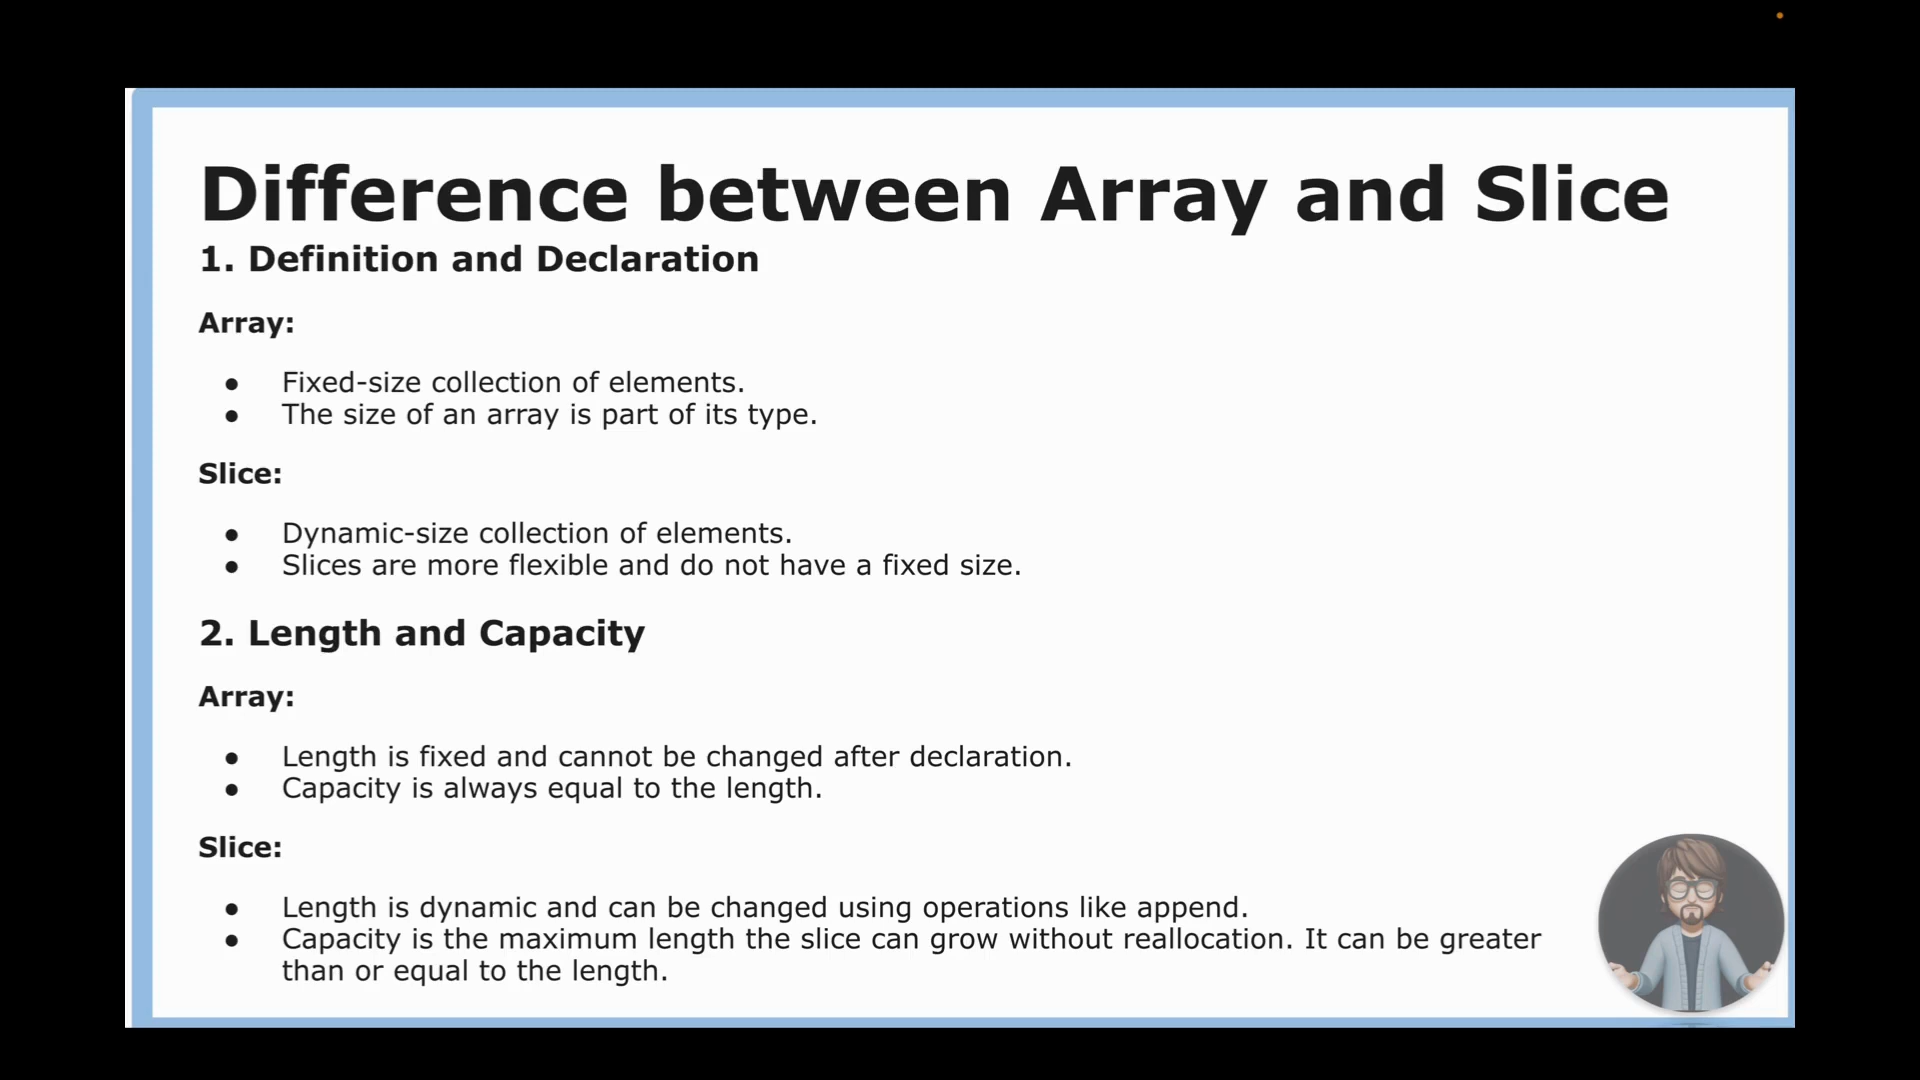 Difference between Array and Slice
1. Definition and Declaration
Array:
● Fixed-size collection of elements.
● The size of an array is part of its type.
Slice:
● Dynamic-size collection of elements.
● Slices are more flexible and do not have a fixed size.
2. Length and Capacity
Array:
● Length is fixed and cannot be changed after declaration.
● Capacity is always equal to the length.
Slice:
● Length is dynamic and can be changed using operations like append.
● Capacity is the maximum length the slice can grow without reallocation. It can be greater
than or equal to the length.